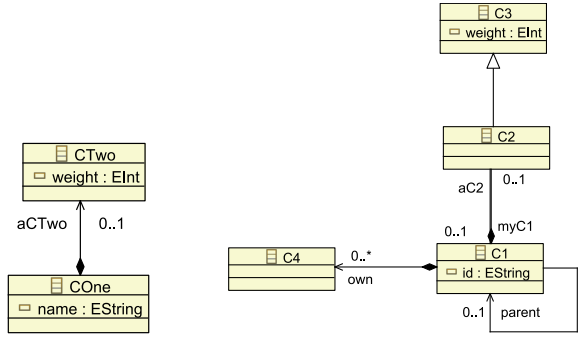 CTwo
weight : EInt
aCTwo 0..1
COne
name : EString
C3
weight : EInt
C2
aC2 0..1
0..1 myC1
C1
id : EString
C4
0..*
own
0..1 parent